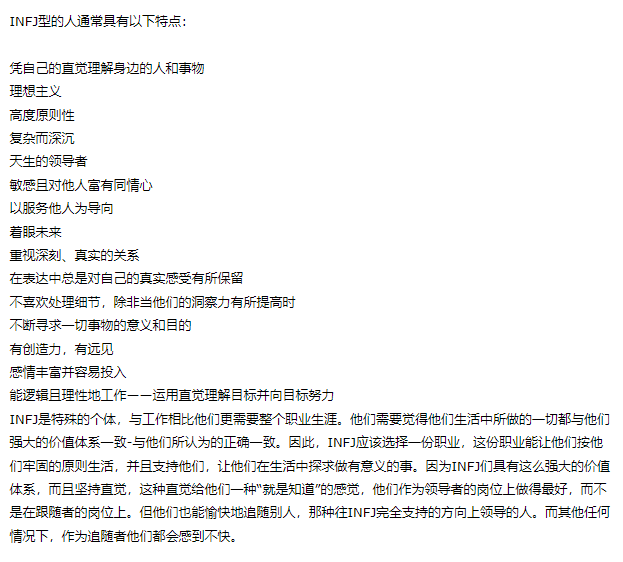 INFJ型的人通常具有以下特点：
凭自己的直觉理解身边的人和事物
理想主义
高度原则性
复杂而深沉
天生的领导者
敏感且对他人富有同情心
以服务他人为导向
着眼未来
重视深刻、真实的关系
在表达中总是对自己的真实感受有所保留
不喜欢处理细节，除非当他们的洞察力有所提高时
不断寻求一切事物的意义和目的
有创造力，有远见
感情丰富并容易投入
能逻辑且理性地工作——运用直觉理解目标并向目标努力
INFJ是特殊的个体，与工作相比他们更需要整个职业生涯。他们需要觉得他们生活中所做的一切都与他们
强大的价值体系一致-与他们所认为的正确一致。因此，INFJ应该选择一份职业，这份职业能让他们按他
们牢固的原则生活，并且支持他们，让他们在生活中探求做有意义的事。因为INFJ们具有这么强大的价值
体系，而且坚持直觉，这种直觉给他们一种“就是知道”的感觉，他们作为领导者的岗位上做得最好，而不
是在跟随者的岗位上。但他们也能愉快地追随别人，那种往INFJ完全支持的方向上领导的人。而其他任何
情况下，作为追随者他们都会感到不快。